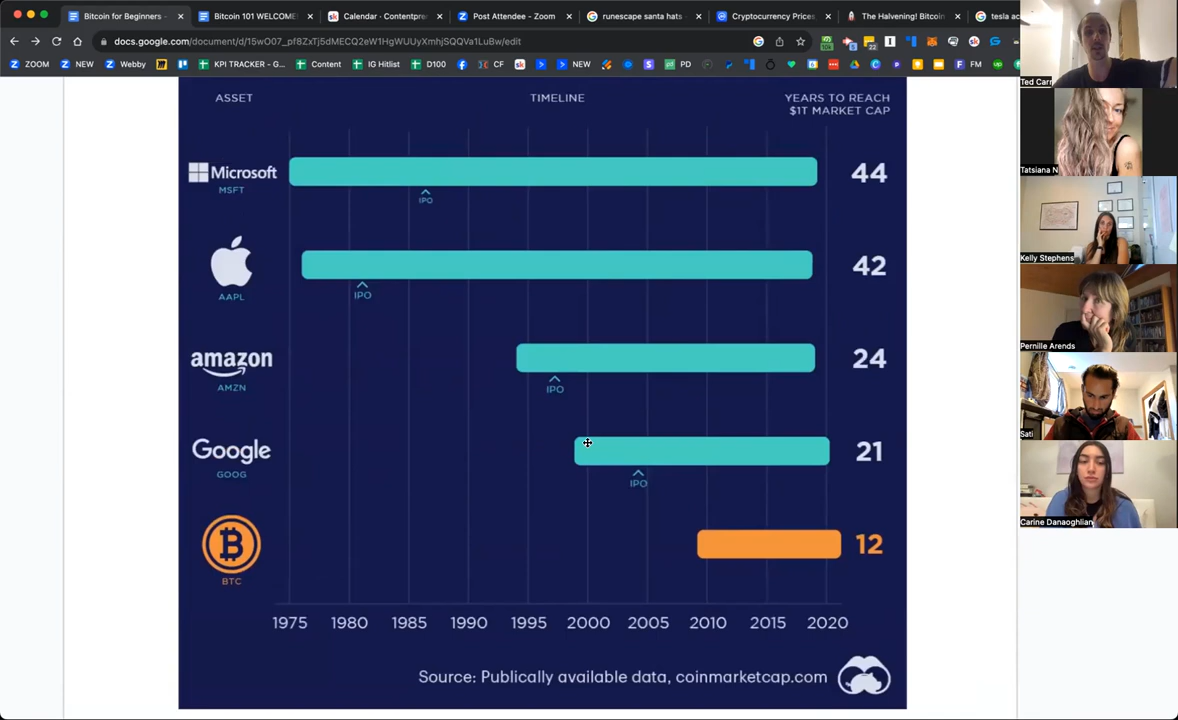 Bitcoin for Beginners -
Bitcoin 101 WELCOME
Calendar - Contentpre
Post Attendee - Zoom
runescape santa hats -
Cryptocurrency Prices,
The Halvening! Bitcoin
tesla ac
docs.google.com/document/d/15wO07_pf8ZxTj5dMECQ2eW1HgWUUyXmhjSQQVa1LuBw/edit
ZOOM
NEW
Webby
KPI TRACKER - G...
Content
IG Hitlist
D100
CF
NEW
PD
FM
ASSET
TIMELINE
YEARS TO REACH
$1T MARKET CAP
Microsoft
MSFT
IPO
44
AAPL
IPO
42
amazon
AMZN
IPO
24
Google
GOOG
IPO
21
BTC
12
1975 1980 1985 1990 1995 2000 2005 2010 2015 2020
Source: Publically available data, coinmarketcap.com
Ted Carr
Tatsiana N
Kelly Stephens
Pernille Arends
Sati
Carine Danaoghlian